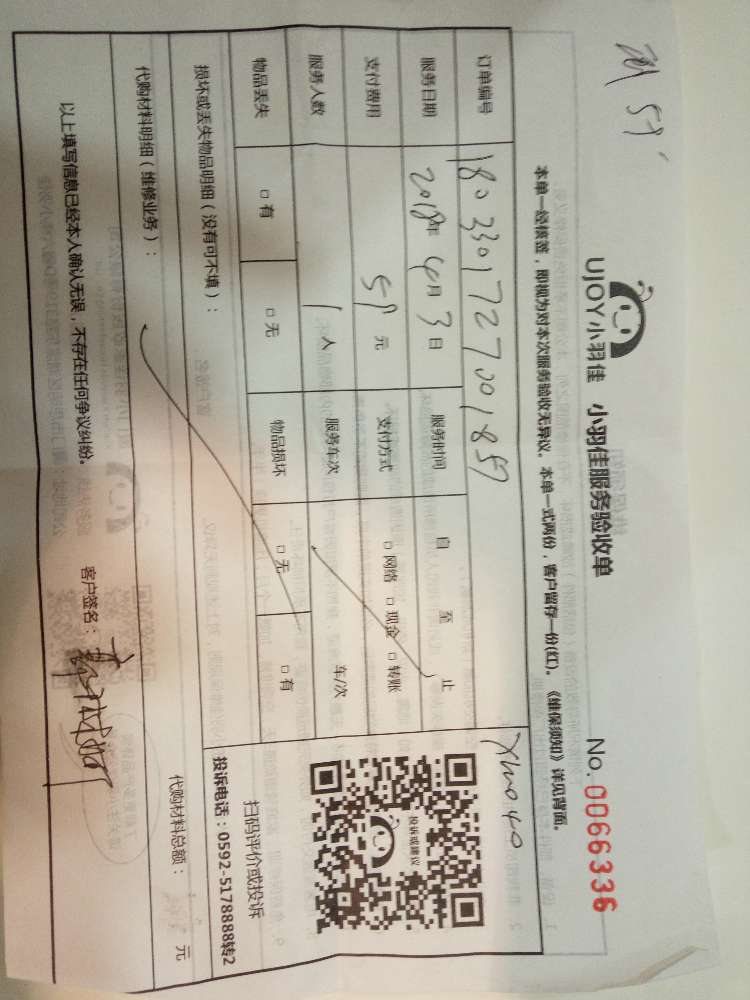 UJOY小羽佳 小羽佳服务验收单 No.0066336
本单一经核签，即视为对本次服务验收无异议。本单一式两份，客户留存一份(红)。《维保须知》详见背面。
订单编号 180330172700185
服务日期 2018年4月3日 服务时间 自 至 止
支付费用 58元 支付方式 □网络 □现金 □转账
服务人数 1人 服务车次 车/次
物品丢失 □有 □无 物品损坏 □无 □有
投诉或建议
扫码评价或投诉
投诉电话：0592-5178888转2
损坏或丢失物品明细（没有可不填）：
代购材料明细（维修业务）： 代购材料总额： 元
以上填写信息已经本人确认无误，不存在任何争议纠纷。 客户签名：